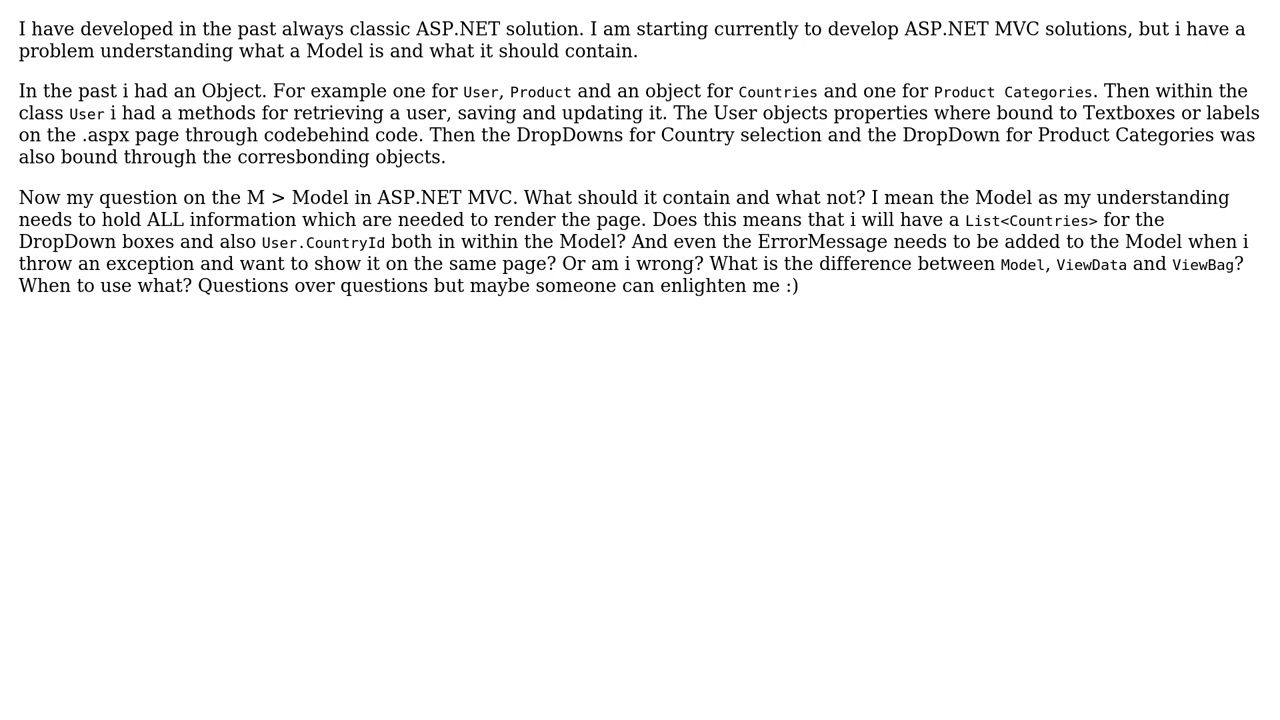 I have developed in the past always classic ASP.NET solution. I am starting currently to develop ASP.NET MVC solutions, but i have a
problem understanding what a Model is and what it should contain.
In the past i had an Object. For example one for User, Product and an object for Countries and one for Product Categories. Then within the
class User i had a methods for retrieving a user, saving and updating it. The User objects properties where bound to Textboxes or labels
on the .aspx page through codebehind code. Then the DropDowns for Country selection and the DropDown for Product Categories was
also bound through the corresbonding objects.
Now my question on the M > Model in ASP.NET MVC. What should it contain and what not? I mean the Model as my understanding
needs to hold ALL information which are needed to render the page. Does this means that i will have a List<Countries> for the
DropDown boxes and also User.CountryId both in within the Model? And even the ErrorMessage needs to be added to the Model when i
throw an exception and want to show it on the same page? Or am i wrong? What is the difference between Model, ViewData and ViewBag?
When to use what? Questions over questions but maybe someone can enlighten me :)